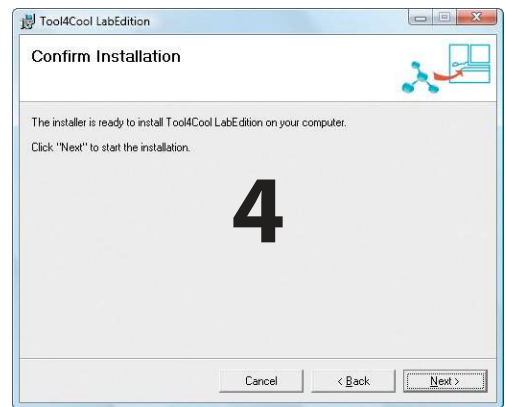 Tool4Cool LabEdition
Confirm Installation
The installer is ready to install Tool4Cool LabEdition on your computer.
Click "Next" to start the installation.
4
Cancel
< Back
Next >